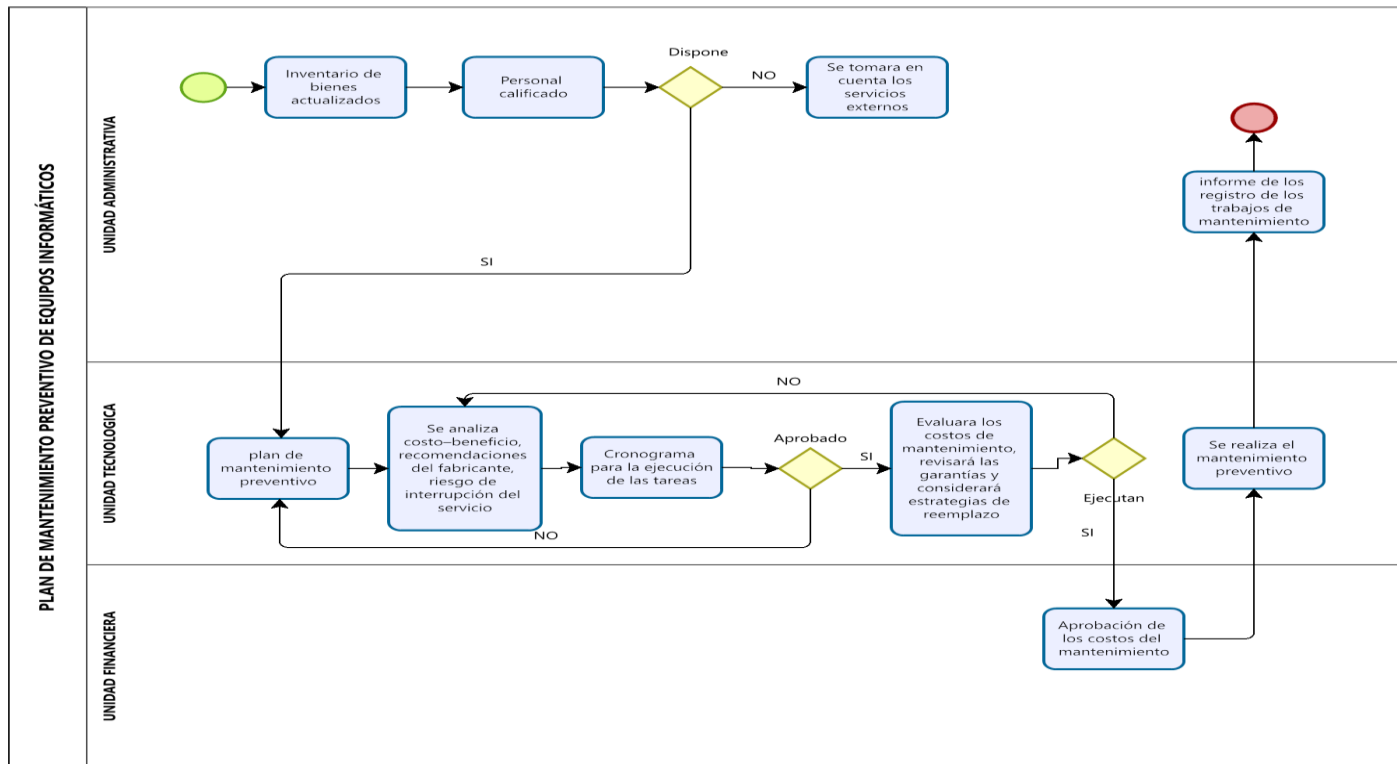 PLAN DE MANTENIMIENTO PREVENTIVO DE EQUIPOS INFORMÁTICOS
UNIDAD ADMINISTRATIVA
Inventario de
bienes
actualizados
Personal
calificado
Dispone
NO
Se tomara en
cuenta los
servicios
externos
SI
informe de los
registro de los
trabajos de
mantenimiento
UNIDAD TECNOLOGICA
plan de
mantenimiento
preventivo
Se analiza
costo–beneficio,
recomendaciones
del fabricante,
riesgo de
interrupción del
servicio
Cronograma
para la ejecución
de las tareas
Aprobado
SI
NO
Evaluara los
costos de
mantenimiento,
revisará las
garantías y
considerará
estrategias de
reemplazo
NO
Ejecutan
SI
Se realiza el
mantenimiento
preventivo
UNIDAD FINANCIERA
Aprobación de
los costos del
mantenimiento